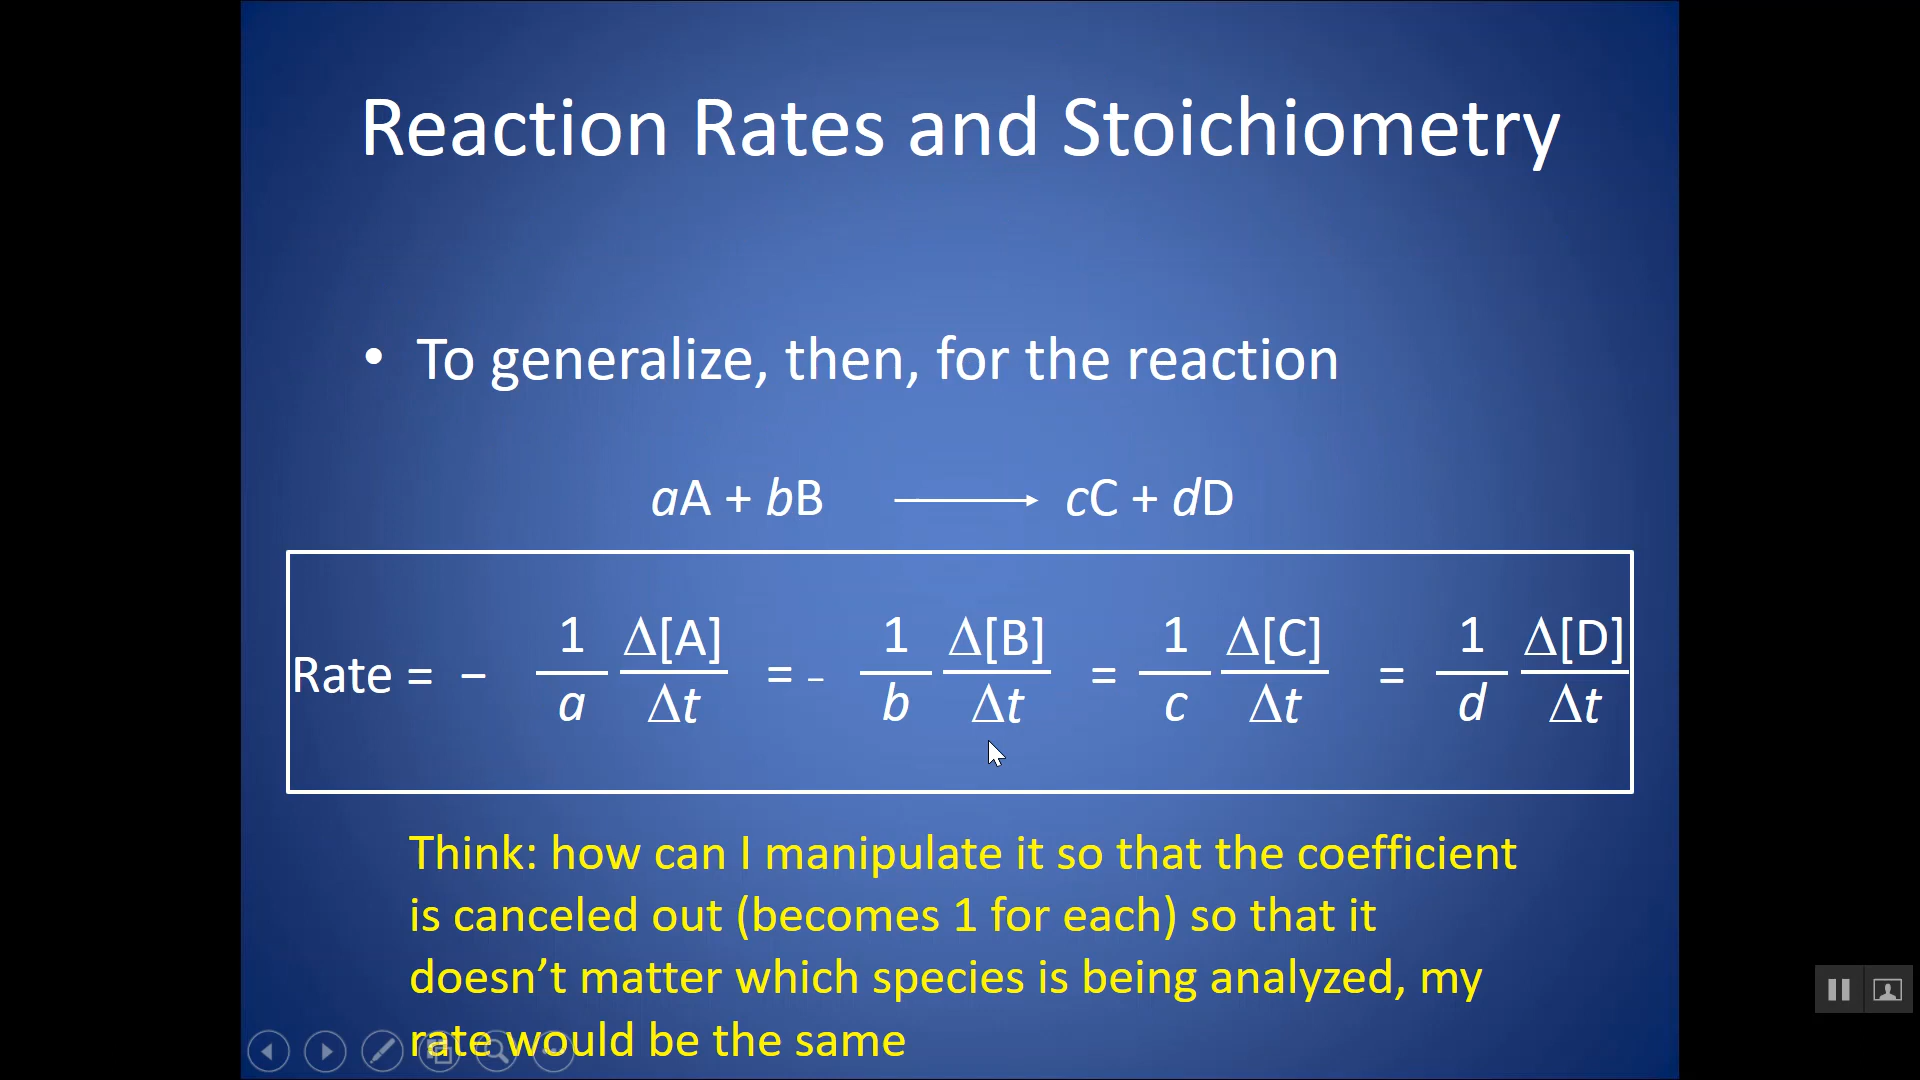 Reaction Rates and Stoichiometry
• To generalize, then, for the reaction
aA + bB ⟶ cC + dD
Rate = − 1/a Δ[A]/Δt = − 1/b Δ[B]/Δt = 1/c Δ[C]/Δt = 1/d Δ[D]/Δt
Think: how can I manipulate it so that the coefficient
is canceled out (becomes 1 for each) so that it
doesn’t matter which species is being analyzed, my
rate would be the same